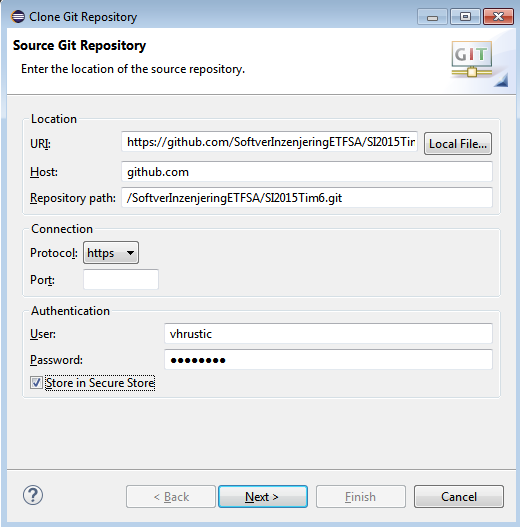 Clone Git Repository
Source Git Repository
Enter the location of the source repository.
GIT
Location
URI: https://github.com/SoftverInzenjeringETFSA/SI2015Tim Local File...
Host: github.com
Repository path: /SoftverInzenjeringETFSA/SI2015Tim6.git
Connection
Protocol: https
Port:
Authentication
User: vhrustic
Password: ●●●●●●●●
Store in Secure Store
? < Back Next > Finish Cancel